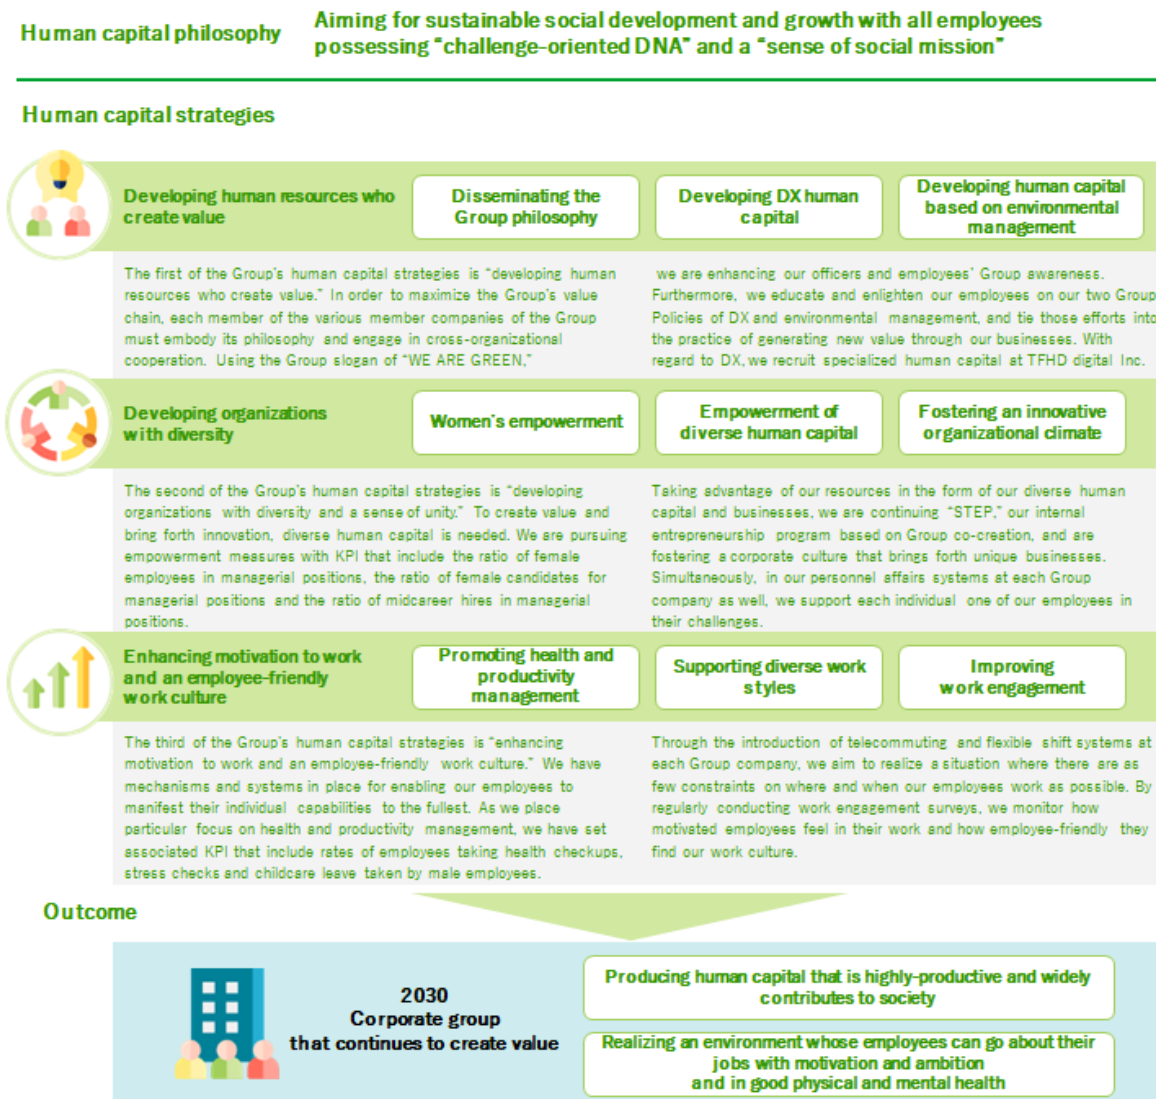 Human capital philosophy
Aiming for sustainable social development and growth with all employees
possessing “challenge-oriented DNA” and a “sense of social mission”
Human capital strategies
Developing human resources who
create value
Disseminating the
Group philosophy
Developing DX human
capital
Developing human capital
based on environmental
management
The first of the Group’s human capital strategies is “developing human
resources who create value.” In order to maximize the Group’s value
chain, each member of the various member companies of the Group
must embody its philosophy and engage in cross-organizational
cooperation. Using the Group slogan of “WE ARE GREEN,”
we are enhancing our officers and employees’ Group awareness.
Furthermore, we educate and enlighten our employees on our two Group
Policies of DX and environmental management, and tie those efforts into
the practice of generating new value through our businesses. With
regard to DX, we recruit specialized human capital at TFHD digital Inc.
Developing organizations
with diversity
Women’s empowerment
Empowerment of
diverse human capital
Fostering an innovative
organizational climate
The second of the Group’s human capital strategies is “developing
organizations with diversity and a sense of unity.” To create value and
bring forth innovation, diverse human capital is needed. We are pursuing
empowerment measures with KPI that include the ratio of female
employees in managerial positions, the ratio of female candidates for
managerial positions and the ratio of midcareer hires in managerial
positions.
Taking advantage of our resources in the form of our diverse human
capital and businesses, we are continuing “STEP,” our internal
entrepreneurship program based on Group co-creation, and are
fostering a corporate culture that brings forth unique businesses.
Simultaneously, in our personnel affairs systems at each Group
company as well, we support each individual one of our employees in
their challenges.
Enhancing motivation to work
and an employee-friendly
work culture
Promoting health and
productivity
management
Supporting diverse work
styles
Improving
work engagement
The third of the Group’s human capital strategies is “enhancing
motivation to work and an employee-friendly work culture.” We have
mechanisms and systems in place for enabling our employees to
manifest their individual capabilities to the fullest. As we place
particular focus on health and productivity management, we have set
associated KPI that include rates of employees taking health checkups,
stress checks and childcare leave taken by male employees.
Through the introduction of telecommuting and flexible shift systems at
each Group company, we aim to realize a situation where there are as
few constraints on where and when our employees work as possible. By
regularly conducting work engagement surveys, we monitor how
motivated employees feel in their work and how employee-friendly they
find our work culture.
Outcome
2030
Corporate group
that continues to create value
Producing human capital that is highly-productive and widely
contributes to society
Realizing an environment whose employees can go about their
jobs with motivation and ambition
and in good physical and mental health